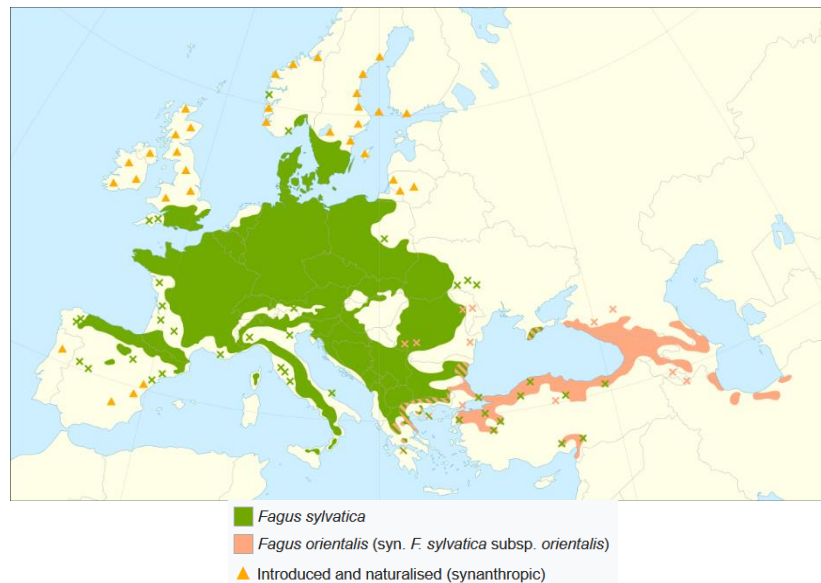 Fagus sylvatica
Fagus orientalis (syn. F. sylvatica subsp. orientalis)
Introduced and naturalised (synanthropic)